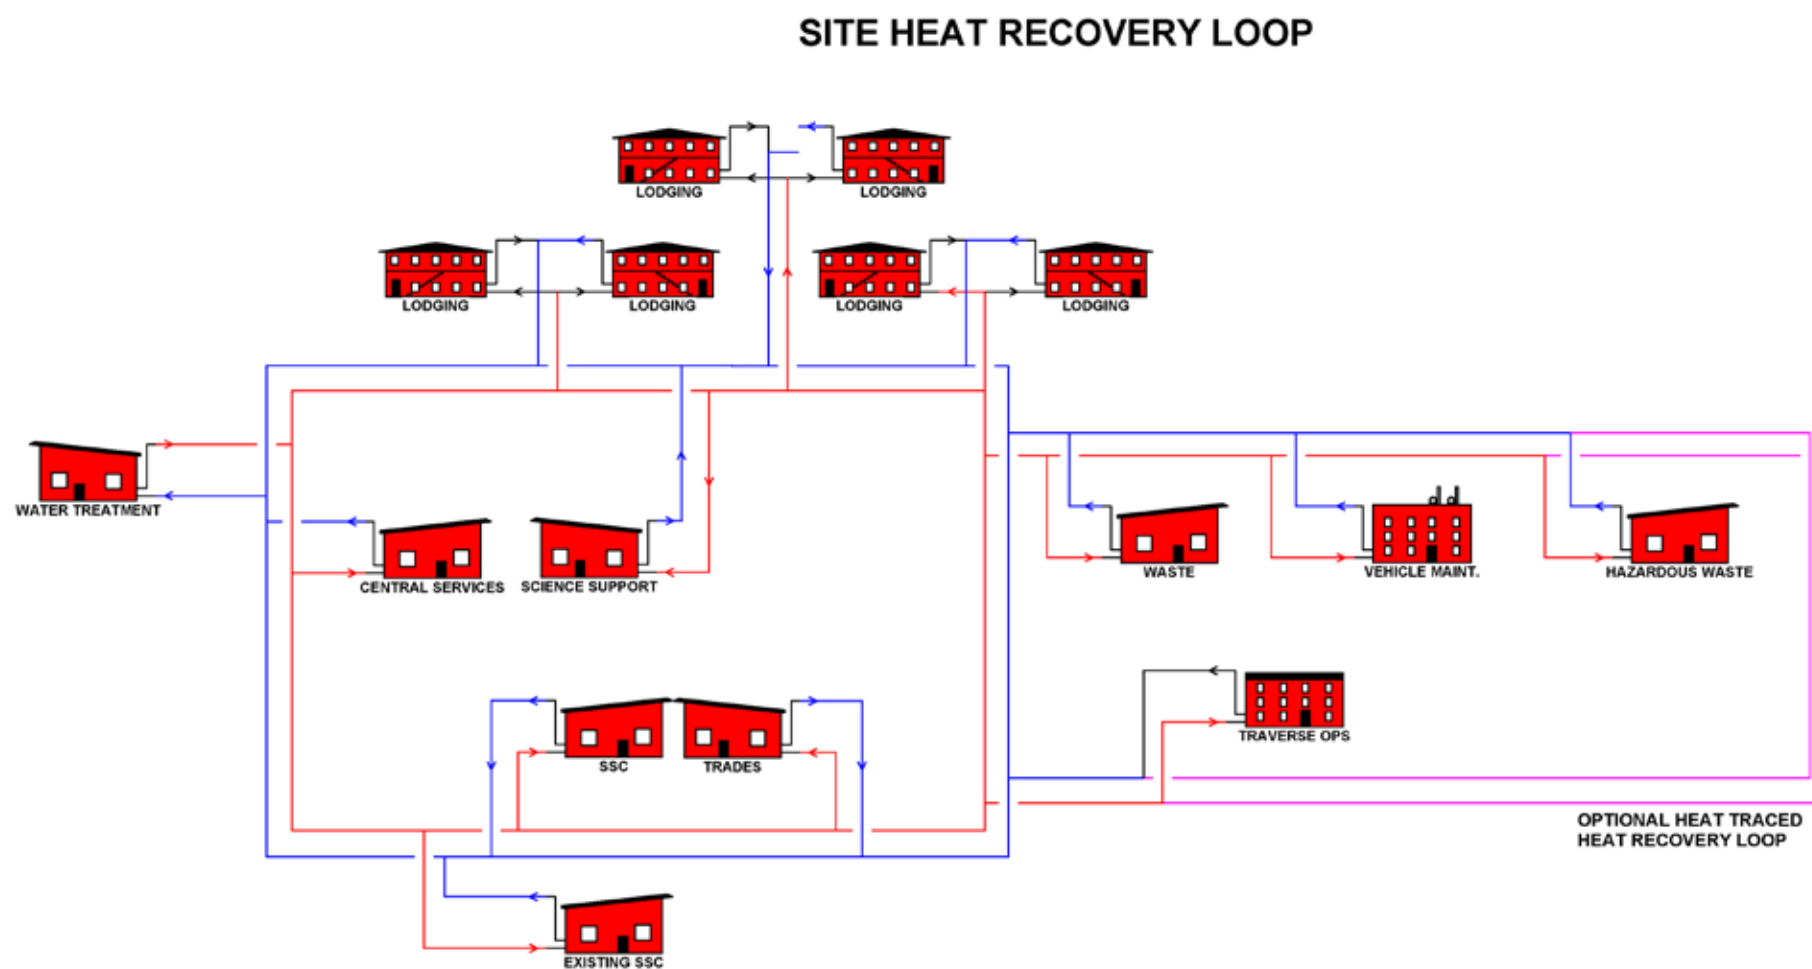 SITE HEAT RECOVERY LOOP
LODGING
LODGING
LODGING
LODGING
LODGING
LODGING
WATER TREATMENT
CENTRAL SERVICES
SCIENCE SUPPORT
WASTE
VEHICLE MAINT.
HAZARDOUS WASTE
SSC
TRADES
TRAVERSE OPS
OPTIONAL HEAT TRACED
HEAT RECOVERY LOOP
EXISTING SSC